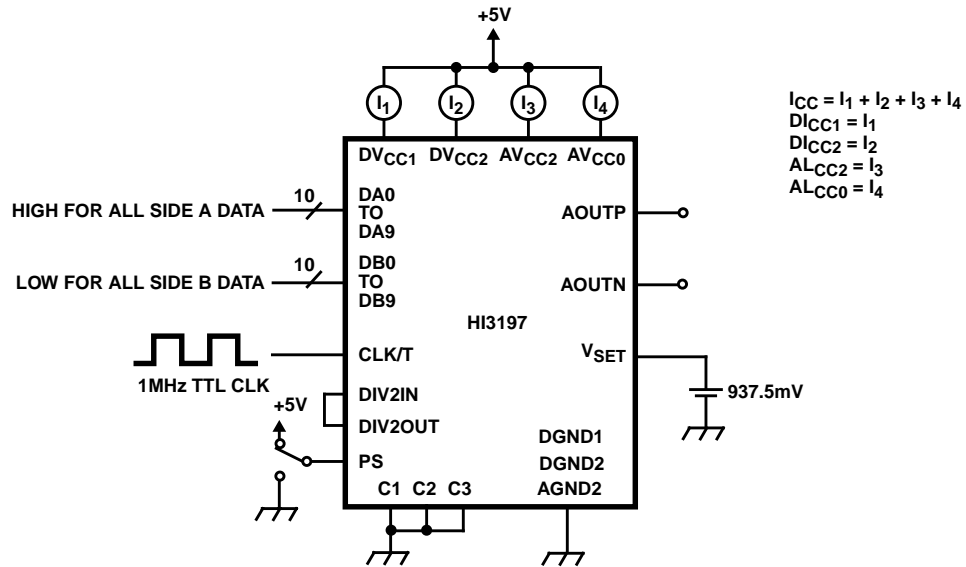 +5V
I1
I2
I3
I4
ICC = I1 + I2 + I3 + I4
DICC1 = I1
DICC2 = I2
ALCC2 = I3
ALCC0 = I4
DVCC1
DVCC2
AVCC2
AVCC0
HIGH FOR ALL SIDE A DATA
10
DA0
TO
DA9
AOUTP
LOW FOR ALL SIDE B DATA
10
DB0
TO
DB9
AOUTN
HI3197
CLK/T
VSET
1MHz TTL CLK
937.5mV
DIV2IN
+5V
DIV2OUT
DGND1
PS
DGND2
C1
C2
C3
AGND2